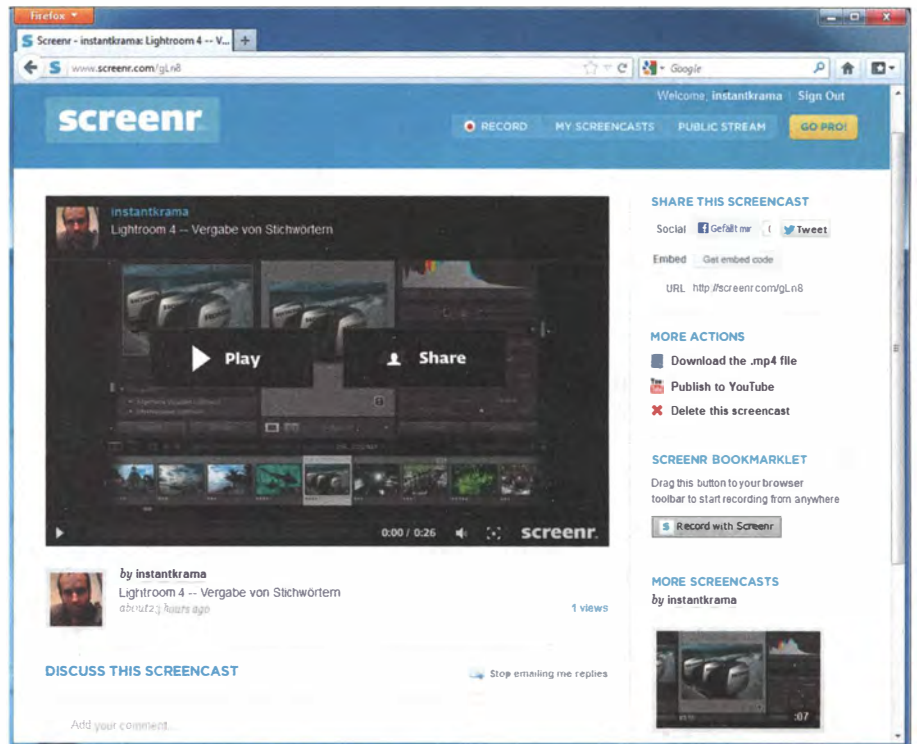 Firefox
Screenr - instantkrama: Lightroom 4 -- V...
www.screenr.com/gLn8
Google
Welcome, instantkrama Sign Out
screenr
RECORD MY SCREENCASTS PUBLIC STREAM GO PRO!
instantkrama
Lightroom 4 -- Vergabe von Stichwörtern
Play
Share
0:00 / 0:26
screenr
by instantkrama
Lightroom 4 -- Vergabe von Stichwörtern
hours ago
1 views
DISCUSS THIS SCREENCAST
Stop emailing me replies
Add your comment...
SHARE THIS SCREENCAST
Social Gefällt mir Tweet
Embed Get embed code
URL http://screenr.com/gLn8
MORE ACTIONS
Download the .mp4 file
Publish to YouTube
Delete this screencast
SCREENR BOOKMARKLET
Drag this button to your browser
toolbar to start recording from anywhere
Record with Screenr
MORE SCREENCASTS
by instantkrama
:07